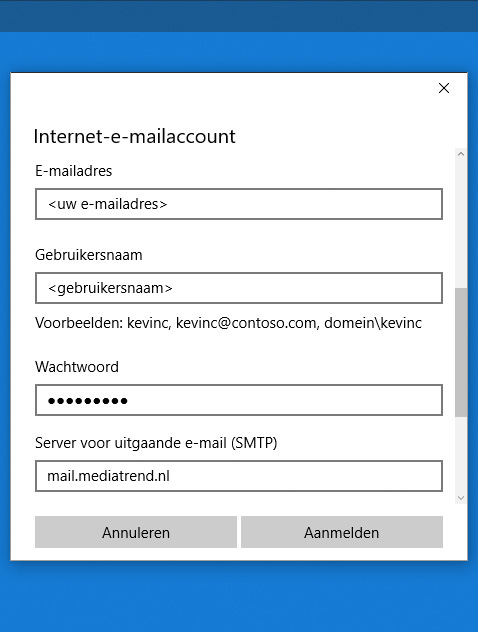 Internet-e-mailaccount
E-mailadres
<uw e-mailadres>
Gebruikersnaam
<gebruikersnaam>
Voorbeelden: kevinc, kevinc@contoso.com, domein\kevinc
Wachtwoord
●●●●●●●●●
Server voor uitgaande e-mail (SMTP)
mail.mediatrend.nl
Annuleren Aanmelden